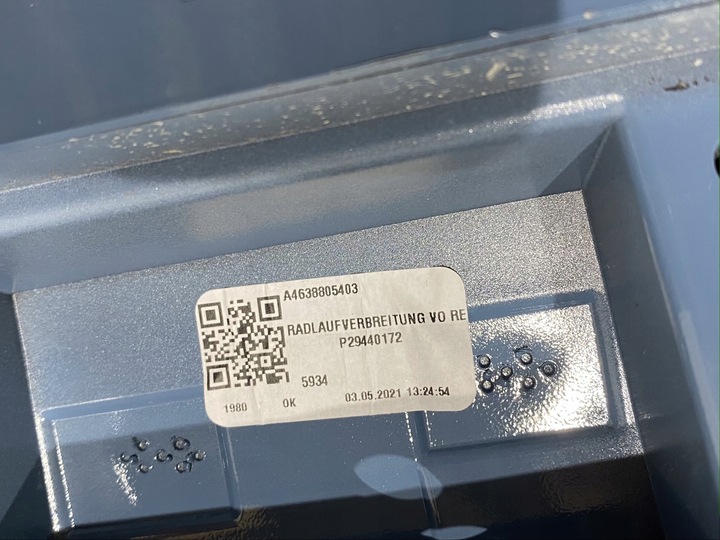 A4638805403
RADLAUFVERBREITUNG VO RE
P29440172
5934
1980 OK 03.05.2021 13:24:54